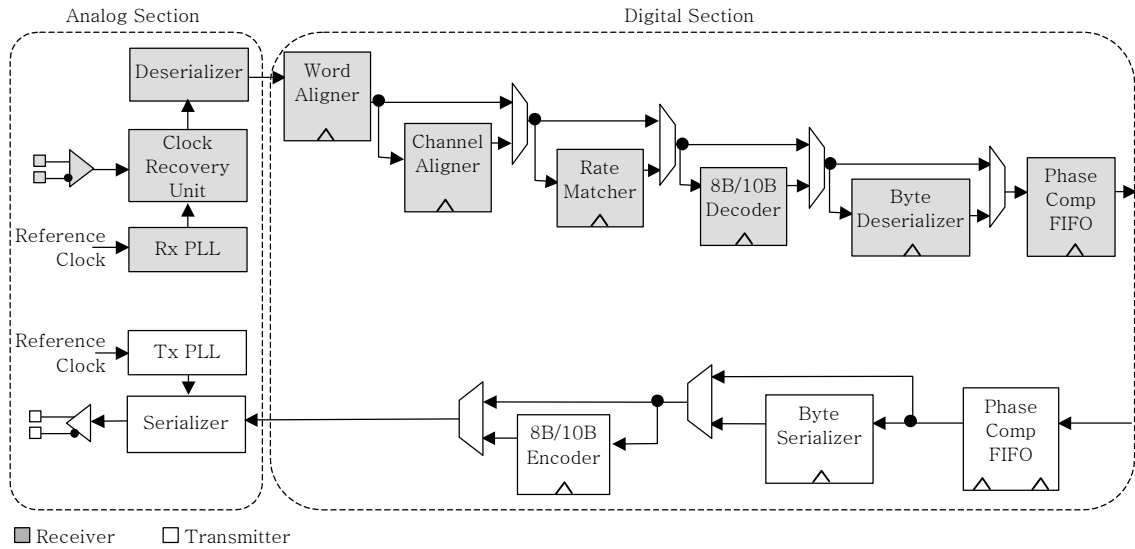 Analog Section
Digital Section
Deserializer
Word
Aligner
Clock
Recovery
Unit
Channel
Aligner
Rate
Matcher
8B/10B
Decoder
Byte
Deserializer
Phase
Comp
FIFO
Reference
Clock
Rx PLL
Reference
Clock
Tx PLL
Serializer
8B/10B
Encoder
Byte
Serializer
Phase
Comp
FIFO
Receiver
Transmitter